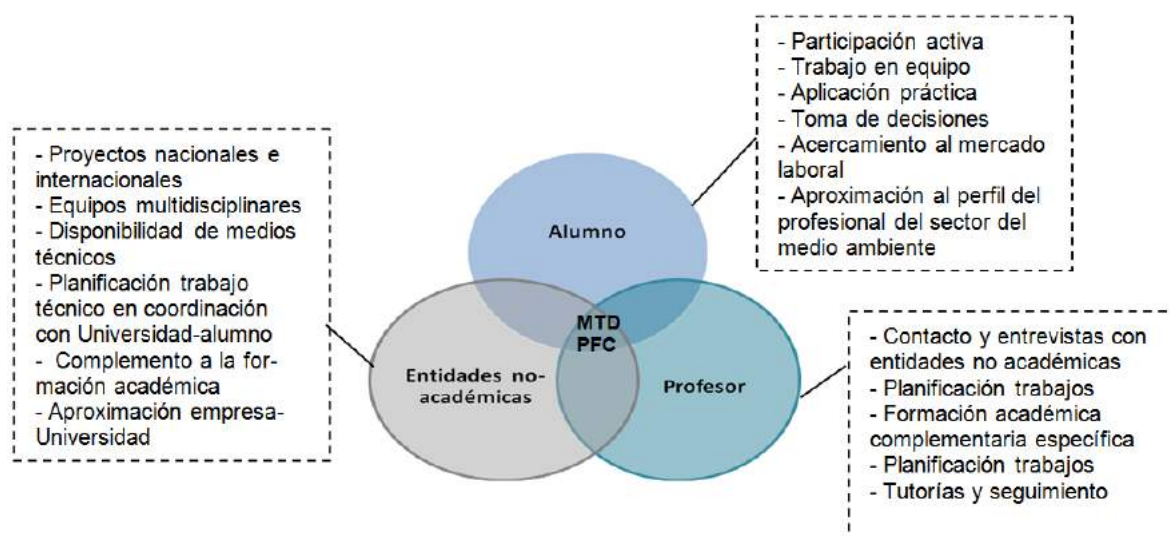 - Participación activa
- Trabajo en equipo
- Aplicación práctica
- Toma de decisiones
- Acercamiento al mercado
laboral
- Aproximación al perfil del
profesional del sector del
medio ambiente
- Proyectos nacionales e
internacionales
- Equipos multidisciplinares
- Disponibilidad de medios
técnicos
- Planificación trabajo
técnico en coordinación
con Universidad-alumno
- Complemento a la for-
mación académica
- Aproximación empresa-
Universidad
Alumno
MTD
PFC
Entidades no-
académicas
Profesor
- Contacto y entrevistas con
entidades no académicas
- Planificación trabajos
- Formación académica
complementaria específica
- Planificación trabajos
- Tutorías y seguimiento